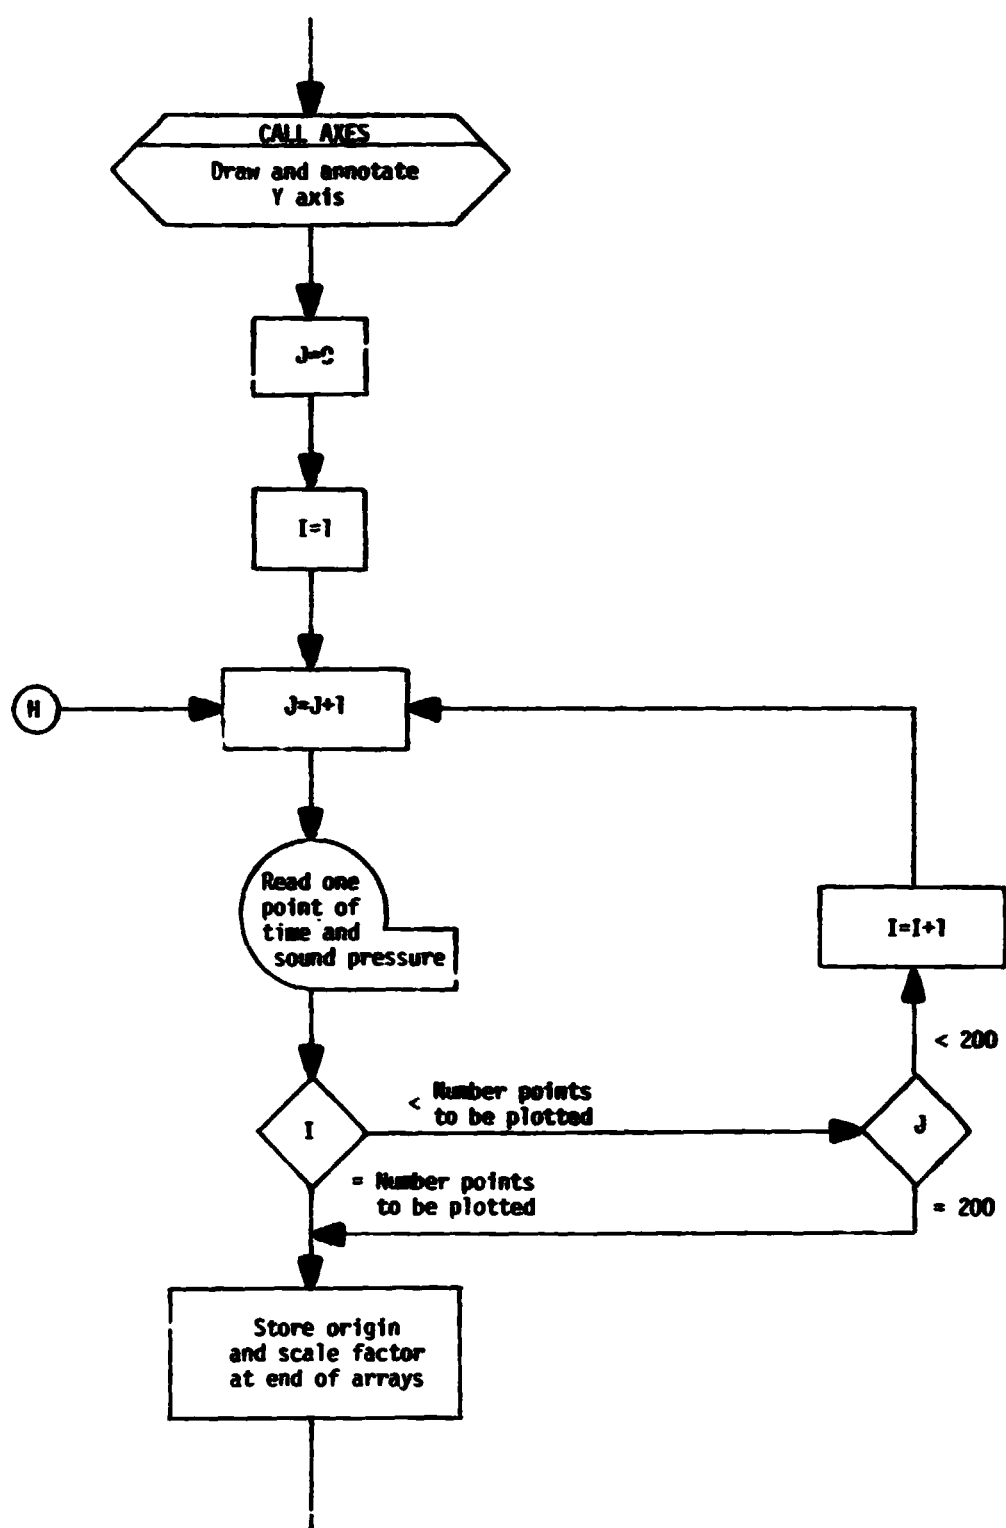 CALL AXES
Draw and annotate
Y axis
J=0
I=1
H
J=J+1
Read one
point of
time and
sound pressure
I=I+1
< 200
< Number points
to be plotted
I
J
= Number points
to be plotted
= 200
Store origin
and scale factor
at end of arrays